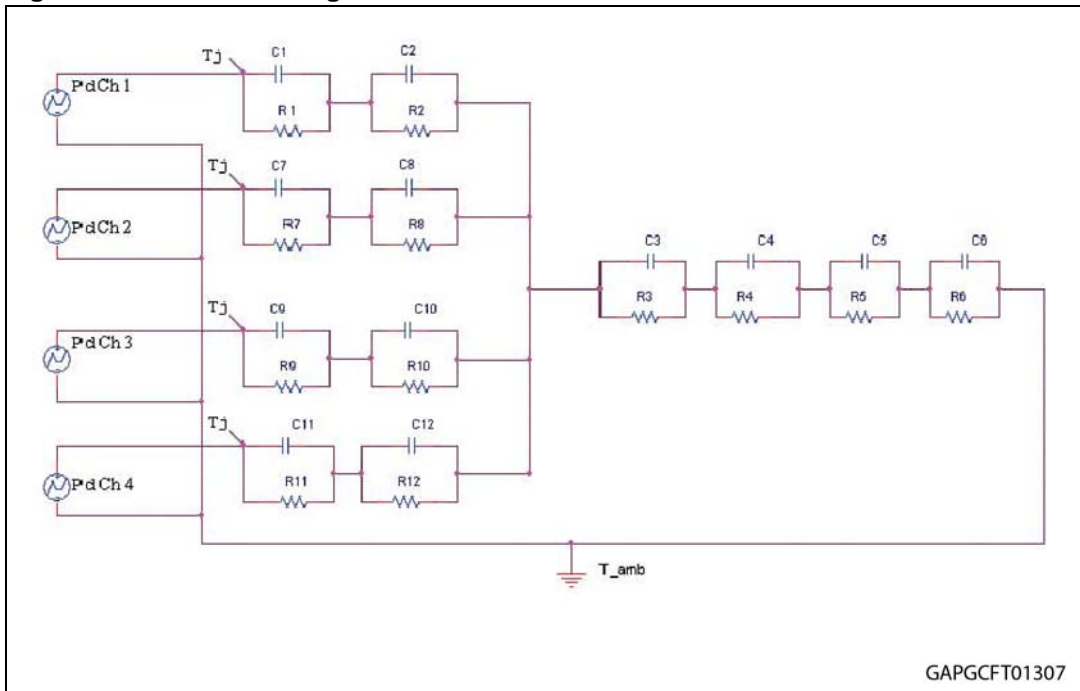 Tj
C1
C2
PdCh1
R1
R2
Tj
C7
C8
PdCh2
R7
R8
C3
C4
C5
C6
R3
R4
R5
R6
Tj
C9
C10
PdCh3
R9
R10
Tj
C11
C12
PdCh4
R11
R12
T_amb
GAPGCFT01307